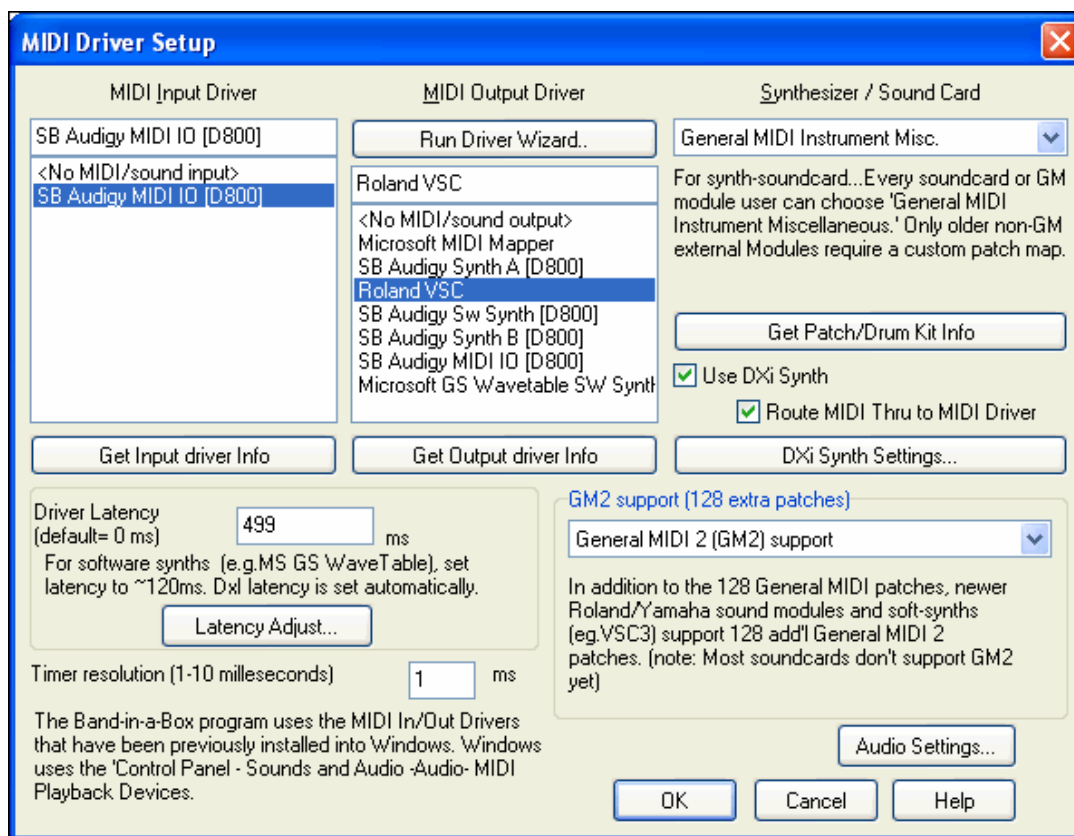 MIDI Driver Setup
MIDI Input Driver
SB Audigy MIDI IO [D800]
<No MIDI/sound input>
SB Audigy MIDI IO [D800]
Get Input driver Info
MIDI Output Driver
Run Driver Wizard..
Roland VSC
<No MIDI/sound output>
Microsoft MIDI Mapper
SB Audigy Synth A [D800]
Roland VSC
SB Audigy Sw Synth [D800]
SB Audigy Synth B [D800]
SB Audigy MIDI IO [D800]
Microsoft GS Wavetable SW Synth
Get Output driver Info
Synthesizer / Sound Card
General MIDI Instrument Misc.
For synth-soundcard...Every soundcard or GM
module user can choose 'General MIDI
Instrument Miscellaneous.' Only older non-GM
external Modules require a custom patch map.
Get Patch/Drum Kit Info
Use DXi Synth
Route MIDI Thru to MIDI Driver
DXi Synth Settings...
Driver Latency
(default= 0 ms)
499
ms
For software synths (e.g.MS GS WaveTable), set
latency to ~120ms. DxI latency is set automatically.
Latency Adjust...
Timer resolution (1-10 milleseconds)
1
ms
The Band-in-a-Box program uses the MIDI In/Out Drivers
that have been previously installed into Windows. Windows
uses the 'Control Panel - Sounds and Audio -Audio- MIDI
Playback Devices.
GM2 support (128 extra patches)
General MIDI 2 (GM2) support
In addition to the 128 General MIDI patches, newer
Roland/Yamaha sound modules and soft-synths
(eg.VSC3) support 128 add'l General MIDI 2
patches. (note: Most soundcards don't support GM2
yet)
Audio Settings...
OK
Cancel
Help